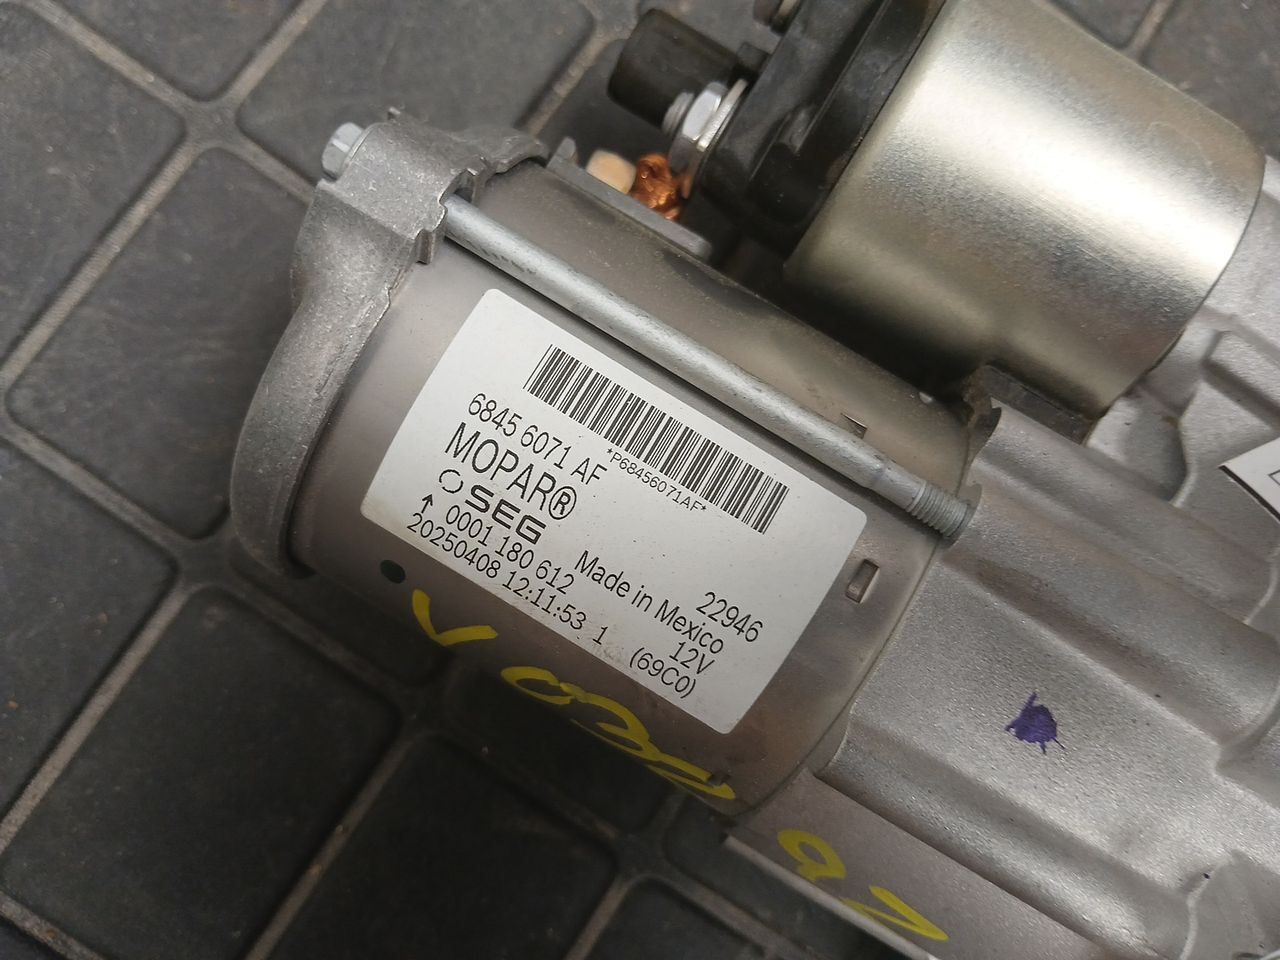 *P68456071AF*
6845 6071 AF
MOPAR®
SEG
0001 180 612
20250408 12:11:53 1
22946
Made in Mexico
12V
(69C0)